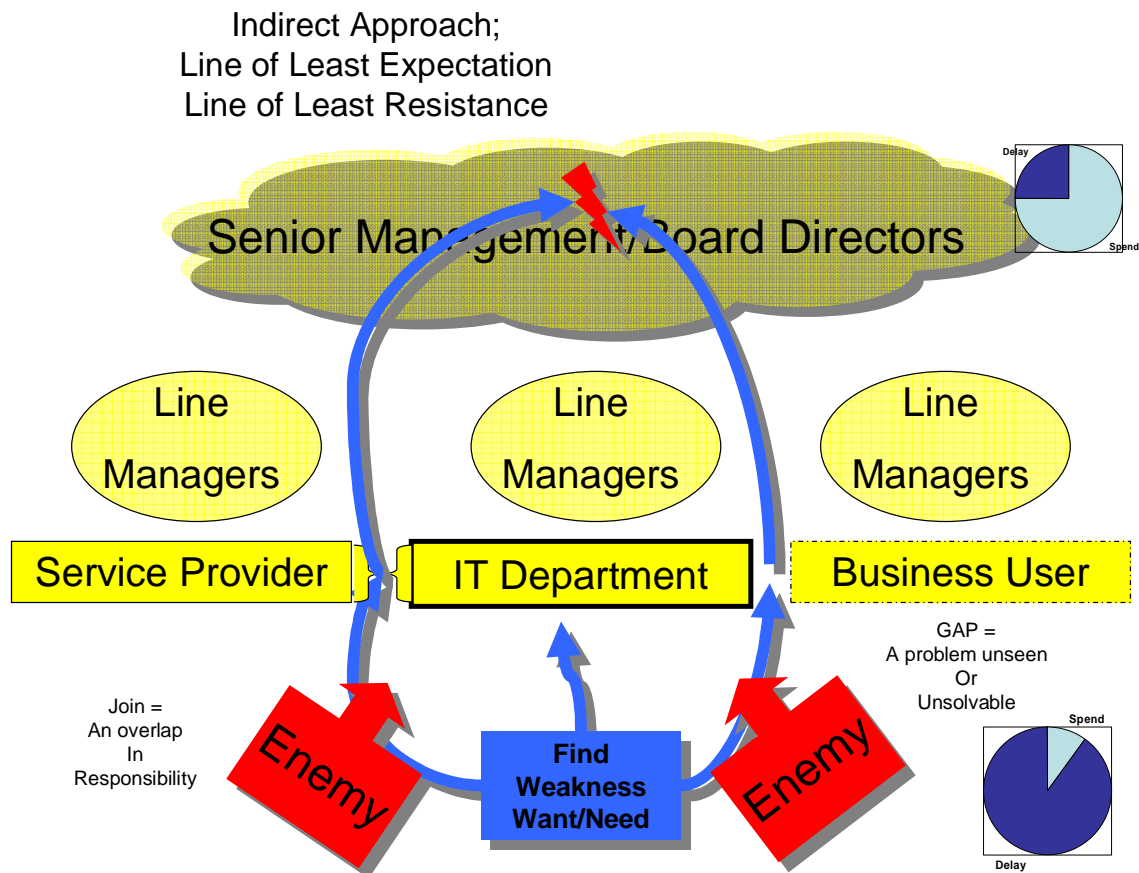 Indirect Approach;
Line of Least Expectation
Line of Least Resistance
Delay
Spend
Senior Management/Board Directors
Line
Managers
Line
Managers
Line
Managers
Service Provider
IT Department
Business User
Join =
An overlap
In
Responsibility
Enemy
Find
Weakness
Want/Need
Enemy
GAP =
A problem unseen
Or
Unsolvable
Spend
Delay